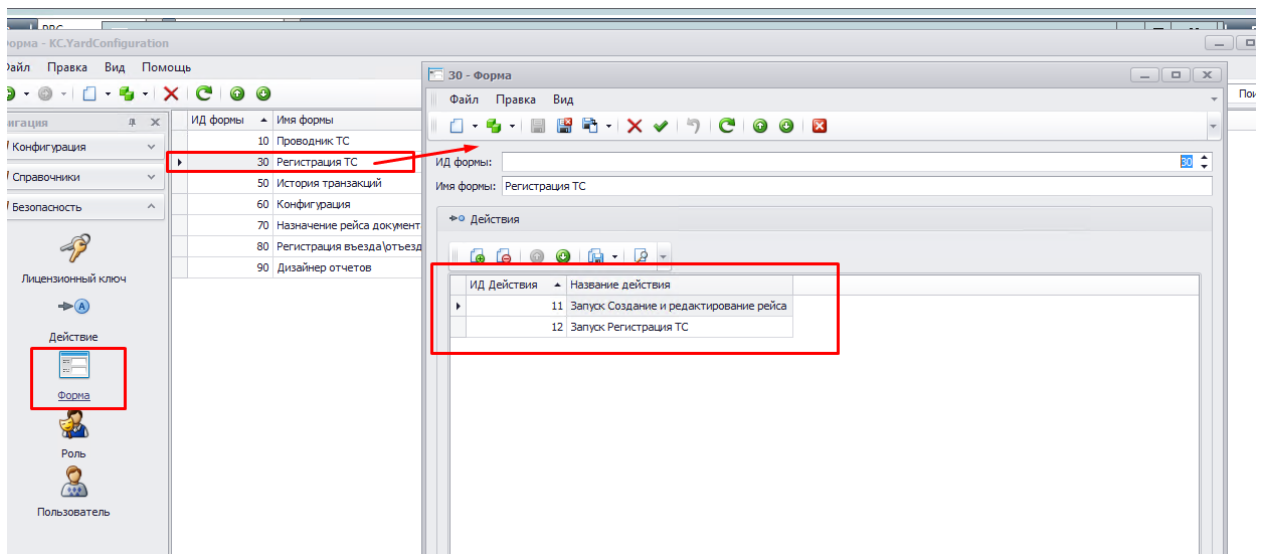 орма - KC.YardConfiguration
айл Правка Вид Помощь
игация
Конфигурация
Справочники
Безопасность
Лицензионный ключ
Действие
Форма
Роль
Пользователь
ИД формы Имя формы
10 Проводник ТС
30 Регистрация ТС
50 История транзакций
60 Конфигурация
70 Назначение рейса документ
80 Регистрация въезда\отъезд
90 Дизайнер отчетов
30 - Форма
Файл Правка Вид
ИД формы: 30
Имя формы: Регистрация ТС
Действия
ИД Действия Название действия
11 Запуск Создание и редактирование рейса
12 Запуск Регистрация ТС
Пои